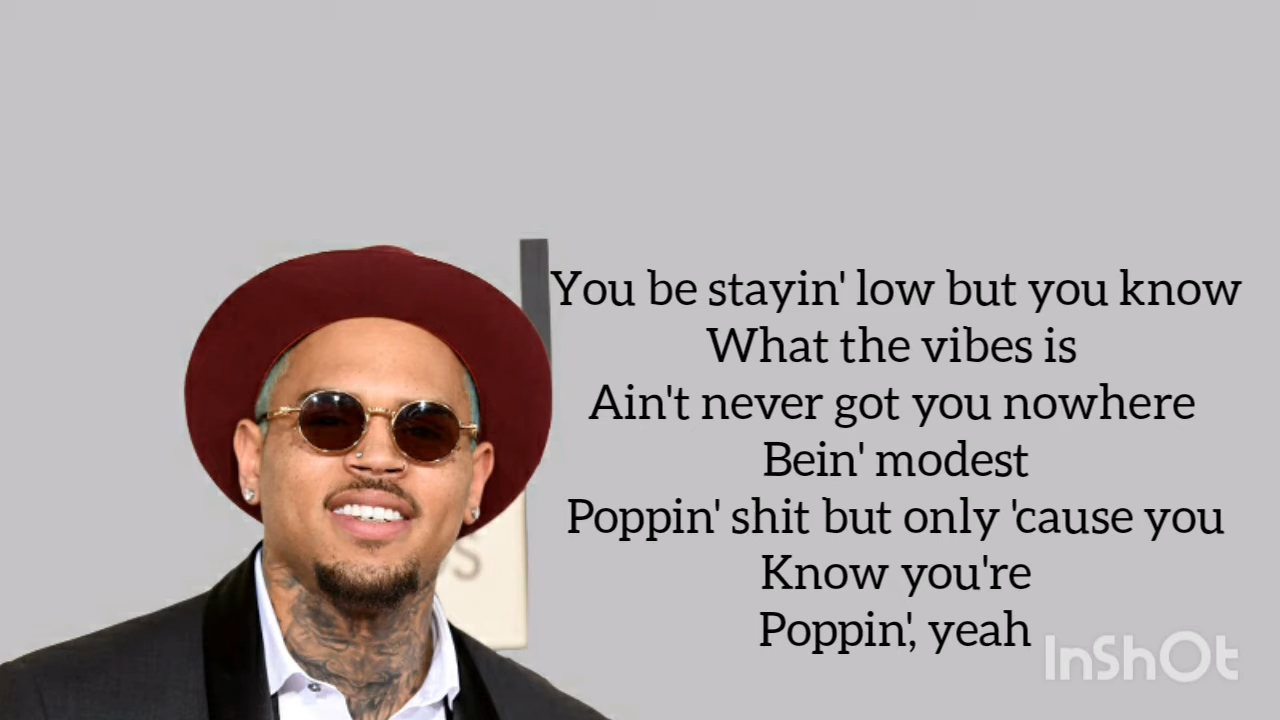 You be stayin' low but you know
What the vibes is
Ain't never got you nowhere
Bein' modest
Poppin' shit but only 'cause you
Know you're
Poppin', yeah
InShOt